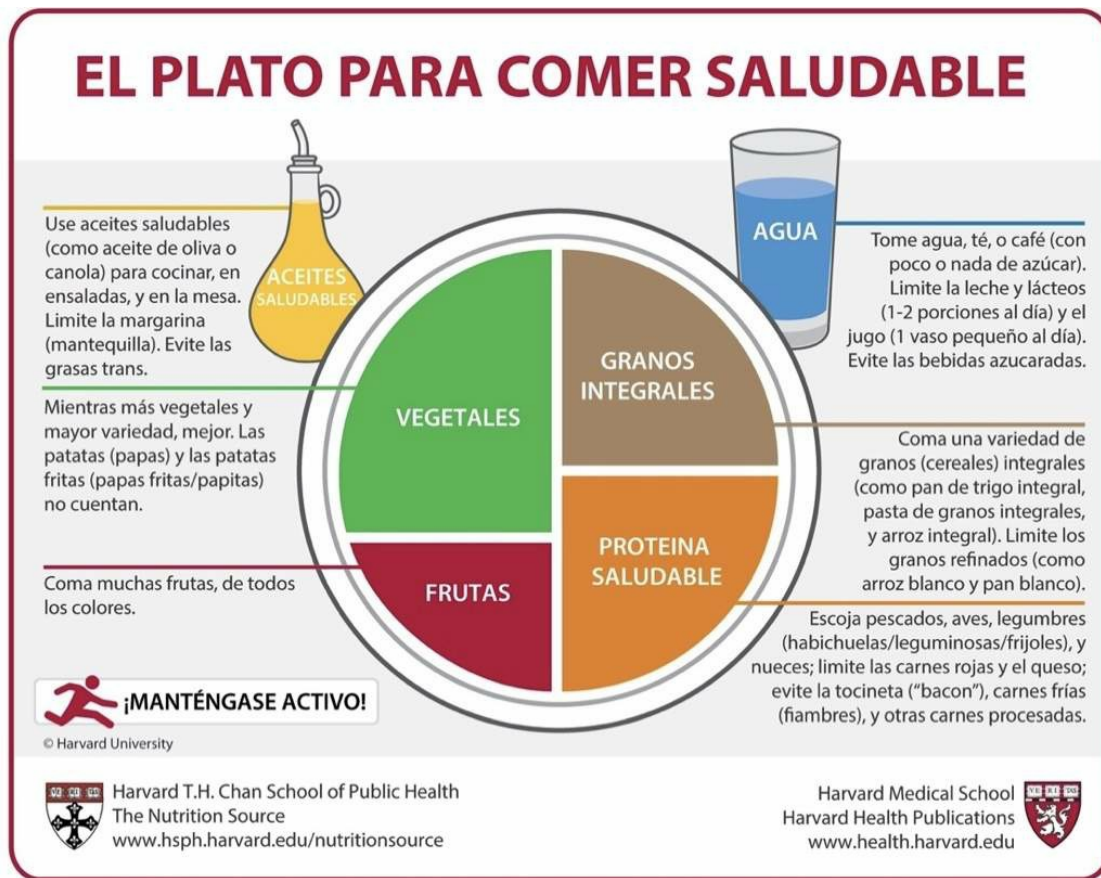 EL PLATO PARA COMER SALUDABLE
Use aceites saludables
(como aceite de oliva o
canola) para cocinar, en
ensaladas, y en la mesa.
Limite la margarina
(mantequilla). Evite las
grasas trans.
ACEITES
SALUDABLES
Mientras más vegetales y
mayor variedad, mejor. Las
patatas (papas) y las patatas
fritas (papas fritas/papitas)
no cuentan.
Coma muchas frutas, de todos
los colores.
VEGETALES
FRUTAS
GRANOS
INTEGRALES
PROTEINA
SALUDABLE
AGUA
Tome agua, té, o café (con
poco o nada de azúcar).
Limite la leche y lácteos
(1-2 porciones al día) y el
jugo (1 vaso pequeño al día).
Evite las bebidas azucaradas.
Coma una variedad de
granos (cereales) integrales
(como pan de trigo integral,
pasta de granos integrales,
y arroz integral). Limite los
granos refinados (como
arroz blanco y pan blanco).
Escoja pescados, aves, legumbres
(habichuelas/leguminosas/frijoles), y
nueces; limite las carnes rojas y el queso;
evite la tocineta ("bacon"), carnes frías
(fiambres), y otras carnes procesadas.
¡MANTÉNGASE ACTIVO!
© Harvard University
Harvard T.H. Chan School of Public Health
The Nutrition Source
www.hsph.harvard.edu/nutritionsource
Harvard Medical School
Harvard Health Publications
www.health.harvard.edu
VE RI TAS